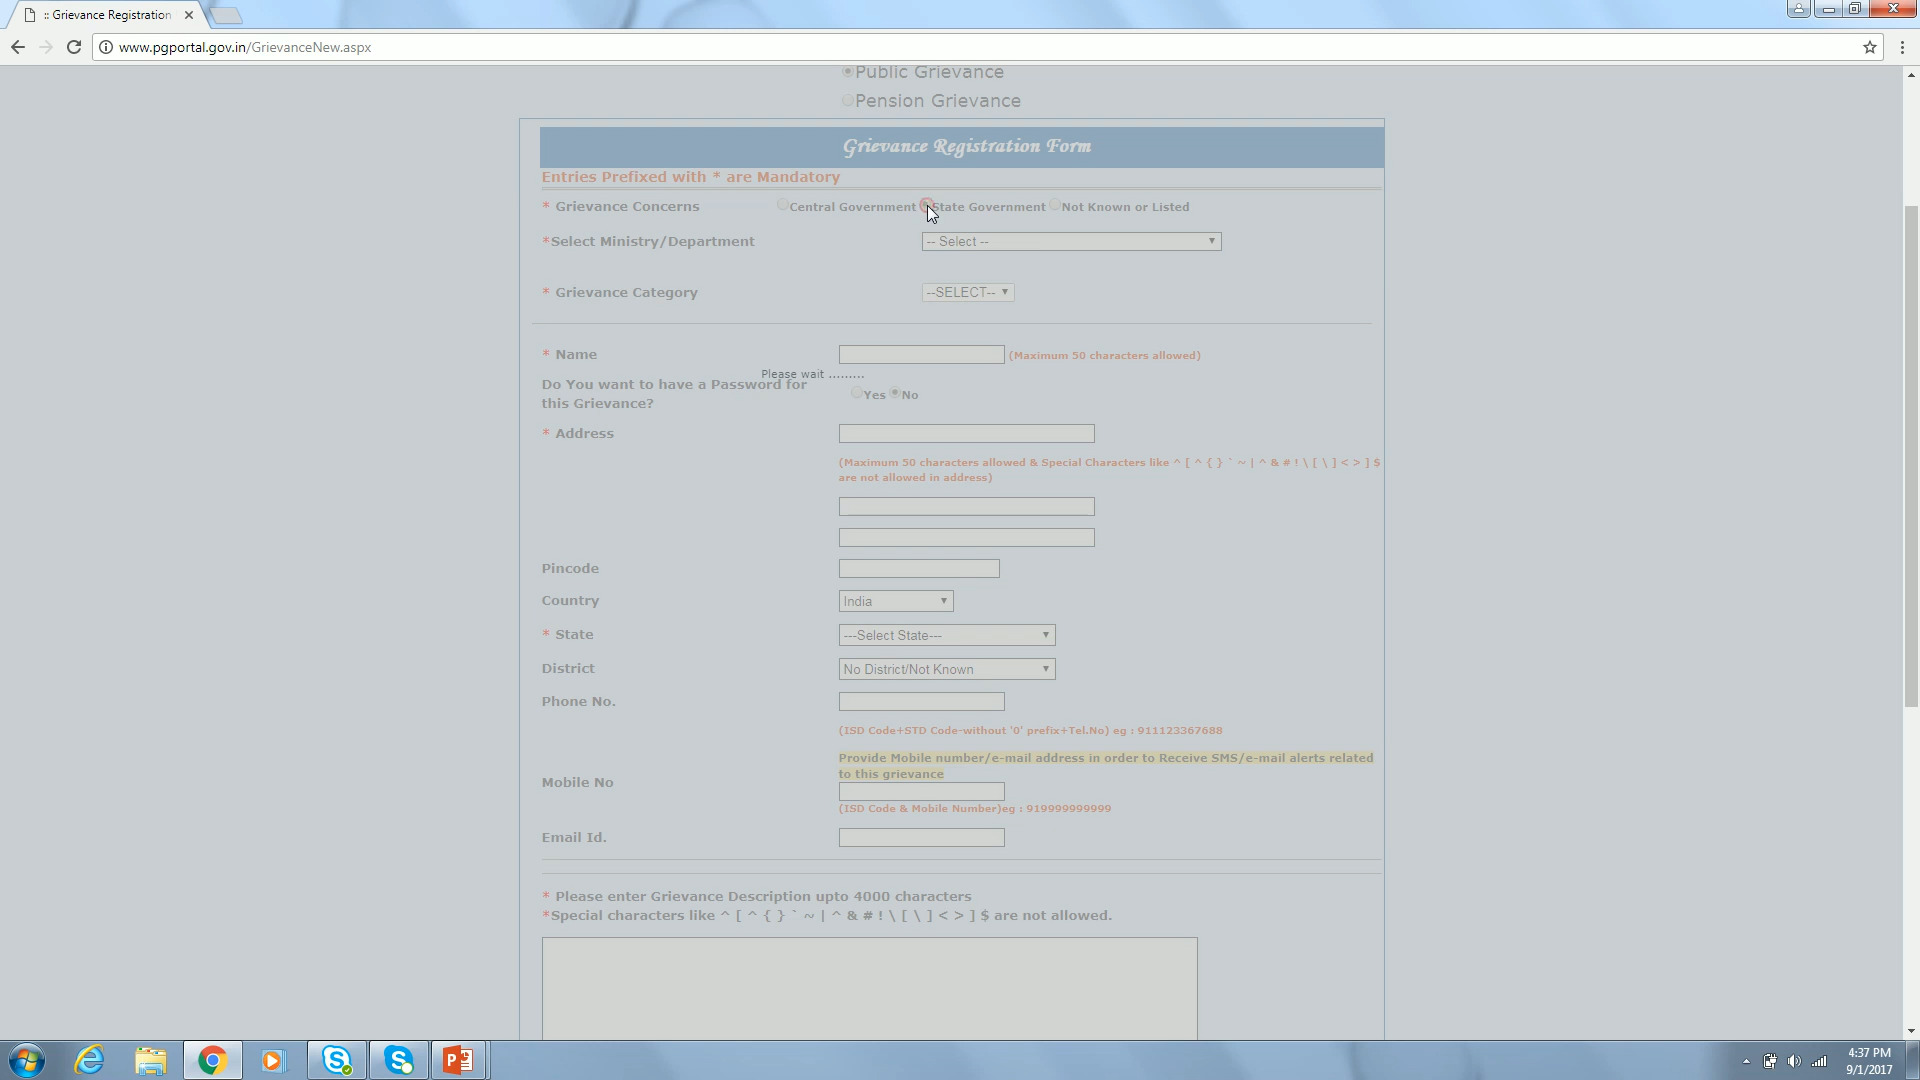 :: Grievance Registration
www.pgportal.gov.in/GrievanceNew.aspx
Public Grievance
Pension Grievance
Grievance Registration Form
Entries Prefixed with * are Mandatory
* Grievance Concerns Central Government State Government Not Known or Listed
*Select Ministry/Department -- Select --
* Grievance Category --SELECT--
* Name (Maximum 50 characters allowed)
Please wait .........
Do You want to have a Password for
this Grievance? Yes No
* Address
(Maximum 50 characters allowed & Special Characters like ^ [ ^ { } ` ~ | ^ & # ! \ [ \ ] < > ] $
are not allowed in address)
Pincode
Country India
* State ---Select State---
District No District/Not Known
Phone No.
(ISD Code+STD Code-without '0' prefix+Tel.No) eg : 911123367688
Provide Mobile number/e-mail address in order to Receive SMS/e-mail alerts related
to this grievance
Mobile No
(ISD Code & Mobile Number)eg : 919999999999
Email Id.
* Please enter Grievance Description upto 4000 characters
*Special characters like ^ [ ^ { } ` ~ | ^ & # ! \ [ \ ] < > ] $ are not allowed.
4:37 PM
9/1/2017